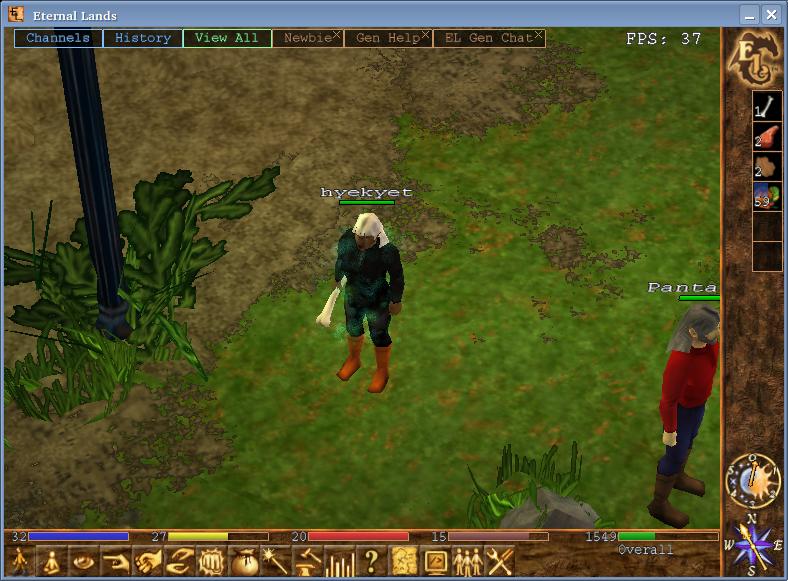 Eternal Lands
Channels History View All Newbie Gen Help EL Gen Chat FPS: 37
ELC
1
2
2
59
hyekyet
Panta
32 27 20 15 1549
Overall
N
W E
S